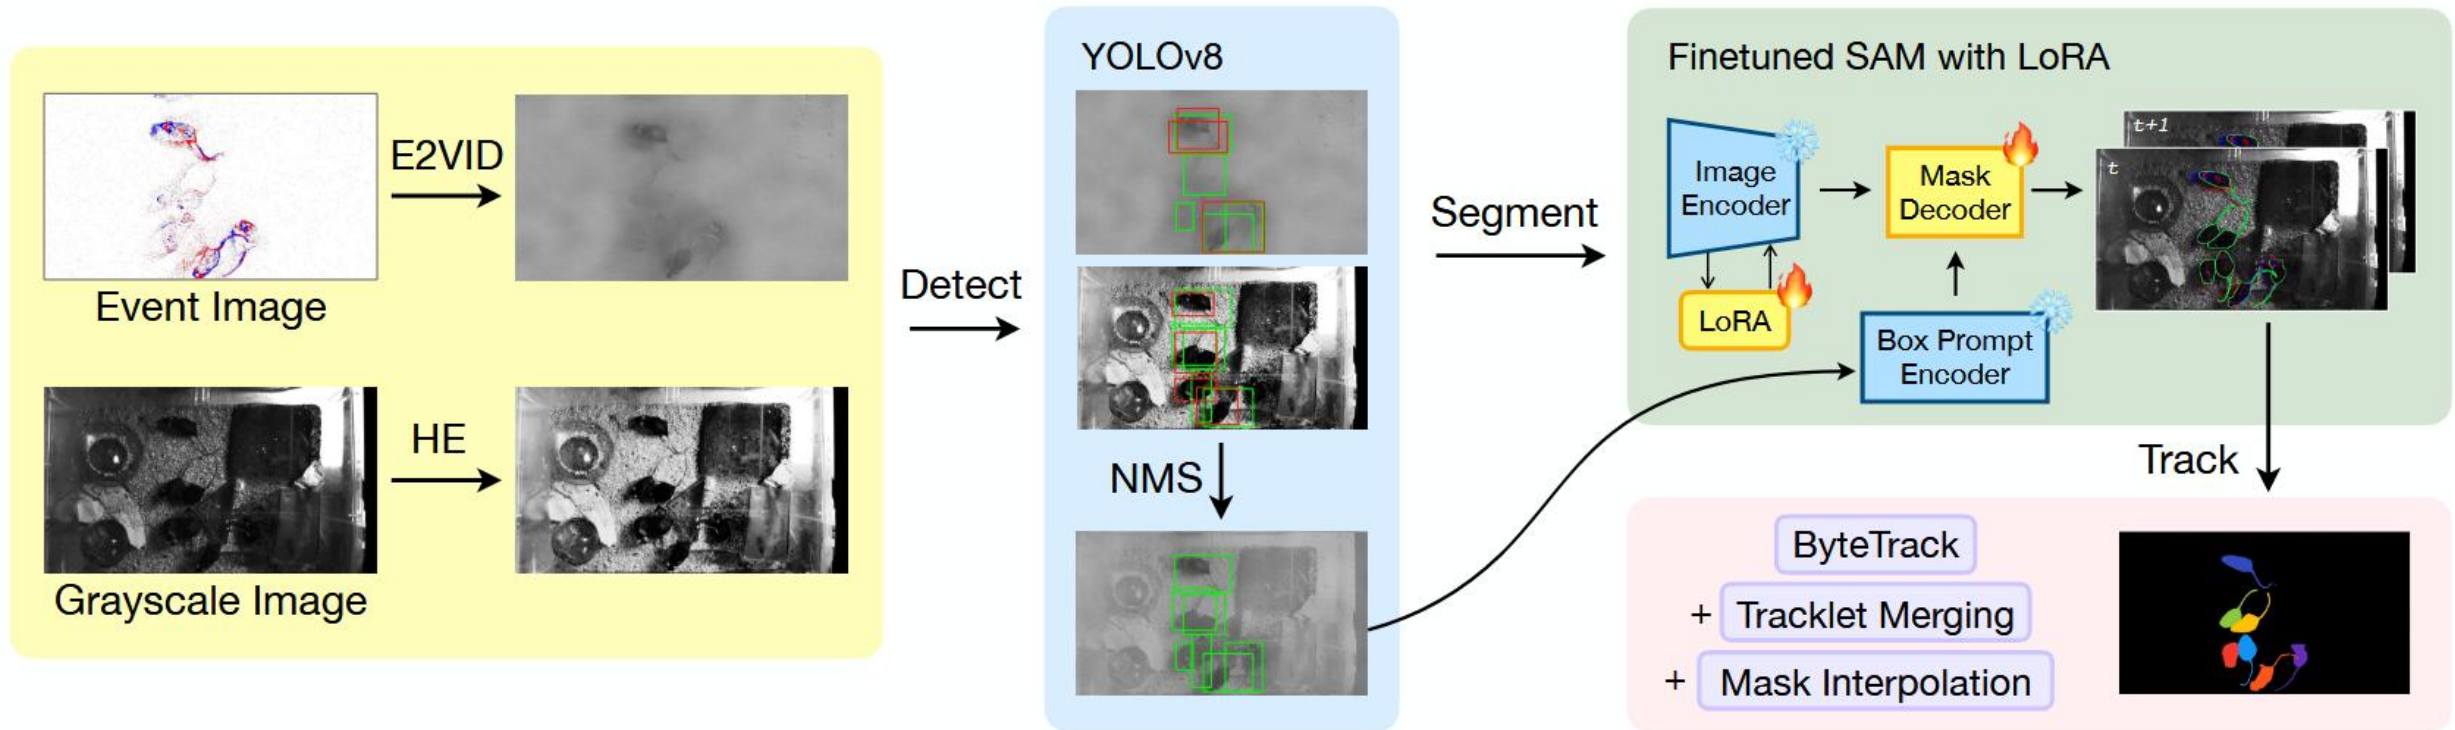 E2VID
Event Image
HE
Grayscale Image
Detect
YOLOv8
NMS
Segment
Finetuned SAM with LoRA
Image
Encoder
LoRA
Mask
Decoder
Box Prompt
Encoder
t+1
t
Track
ByteTrack
+ Tracklet Merging
+ Mask Interpolation